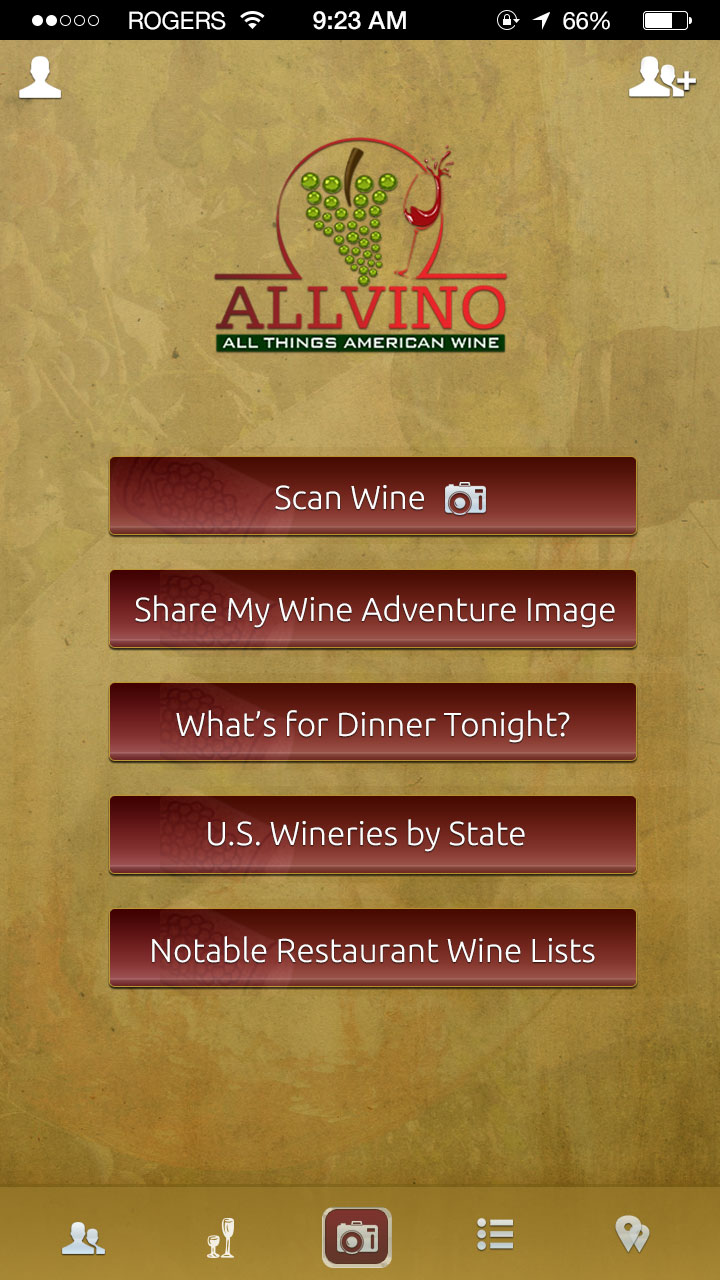 ROGERS 9:23 AM 66%
ALLVINO
ALL THINGS AMERICAN WINE
Scan Wine
Share My Wine Adventure Image
What’s for Dinner Tonight?
U.S. Wineries by State
Notable Restaurant Wine Lists